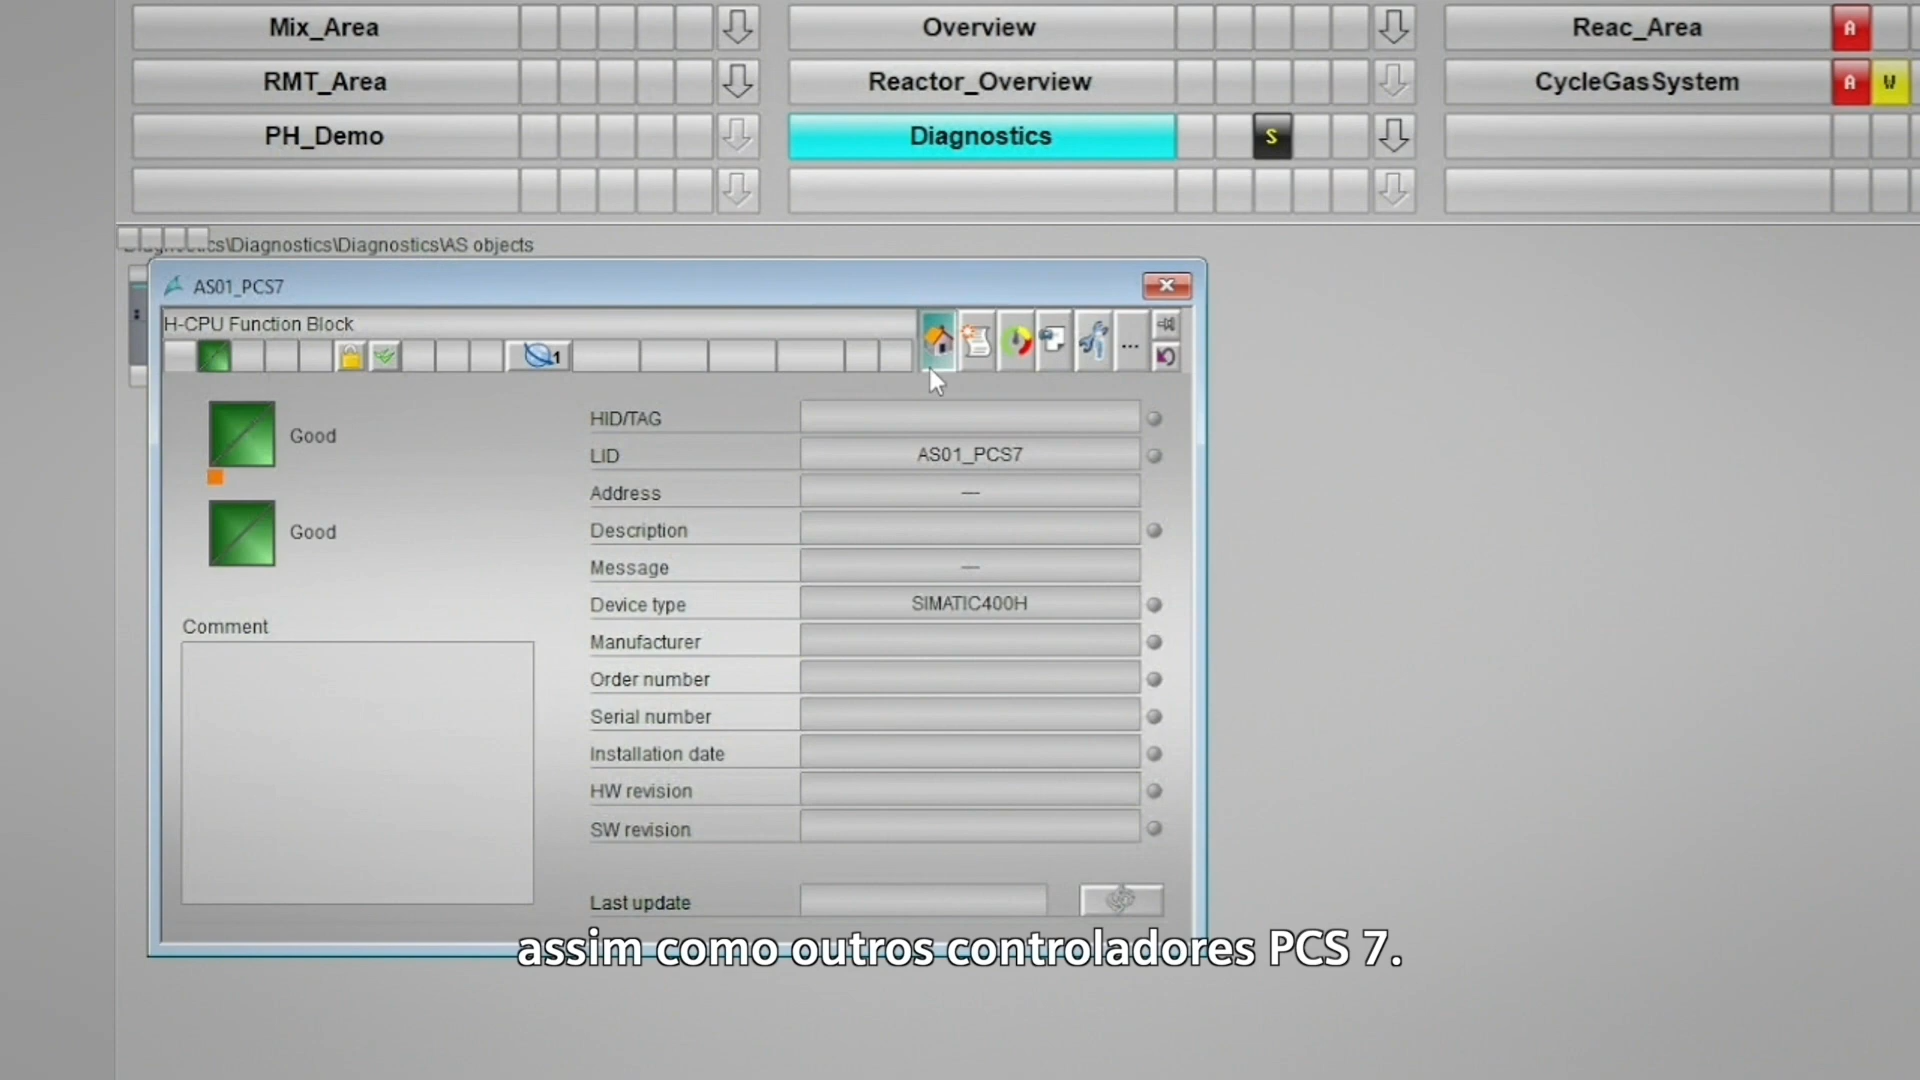 Mix_Area
Overview
Reac_Area
A
RMT_Area
Reactor_Overview
CycleGasSystem
A
W
PH_Demo
Diagnostics
S
\Diagnostics\Diagnostics\AS objects
AS01_PCS7
H-CPU Function Block
1
...
Good
Good
Comment
HID/TAG
LID
AS01_PCS7
Address
---
Description
Message
---
Device type
SIMATIC400H
Manufacturer
Order number
Serial number
Installation date
HW revision
SW revision
Last update
assim como outros controladores PCS 7.